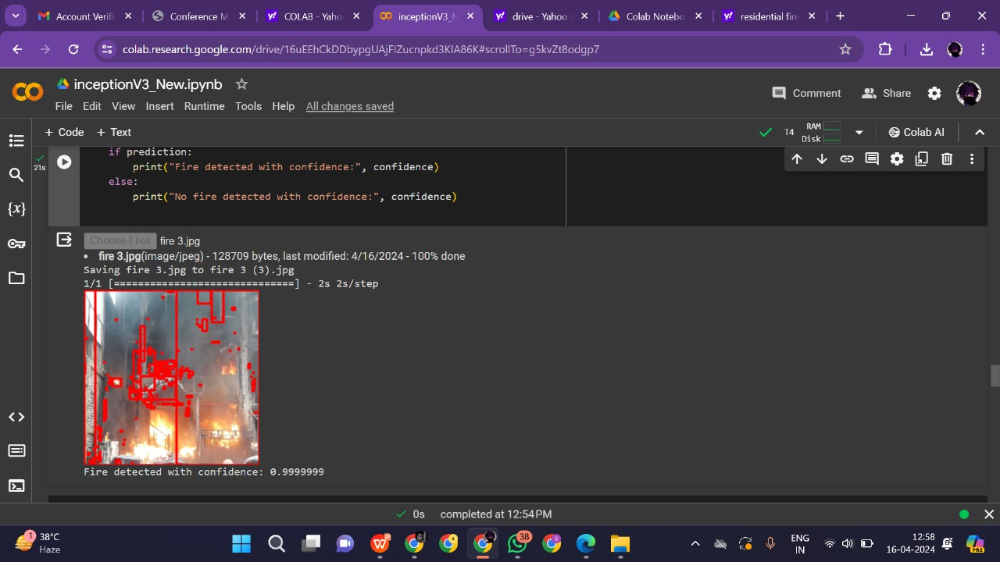 Account Verifi
Conference M
COLAB - Yaho
inceptionV3_N
drive - Yahoo
Colab Notebo
residential fire
colab.research.google.com/drive/16uEEhCkDDbypgUAjFIZucnpkd3KIA86K#scrollTo=g5kvZt8odgp7
inceptionV3_New.ipynb
Comment
Share
File Edit View Insert Runtime Tools Help All changes saved
+ Code + Text
T4
RAM
Disk
Colab AI
21s
if prediction:
print("Fire detected with confidence:", confidence)
else:
print("No fire detected with confidence:", confidence)
{x}
Choose Files fire 3.jpg
• fire 3.jpg(image/jpeg) - 128709 bytes, last modified: 4/16/2024 - 100% done
Saving fire 3.jpg to fire 3 (3).jpg
1/1 [==============================] - 2s 2s/step
Fire detected with confidence: 0.9999999
0s completed at 12:54 PM
1
38°C
Haze
38
ENG
IN
12:58
16-04-2024
PRE